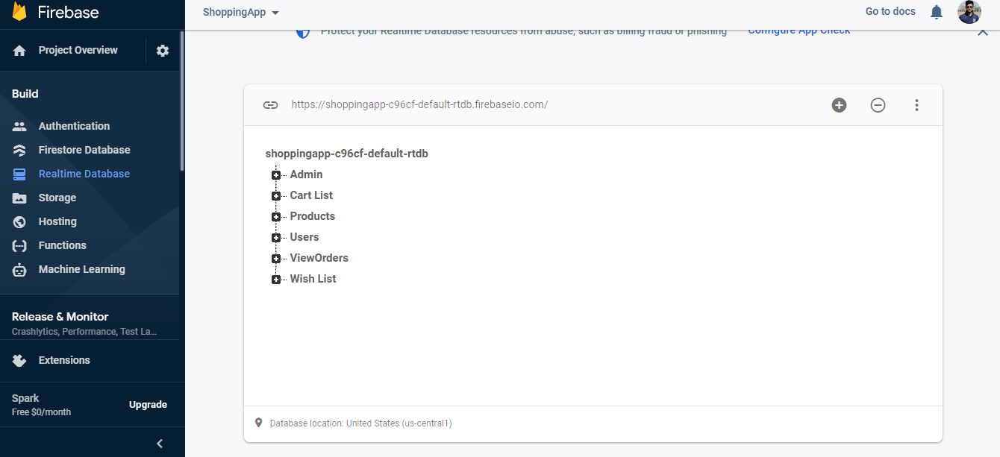 Firebase
ShoppingApp
Go to docs
Protect your Realtime Database resources from abuse, such as billing fraud or phishing
Configure App Check
Project Overview
Build
Authentication
Firestore Database
Realtime Database
Storage
Hosting
Functions
Machine Learning
Release & Monitor
Crashlytics, Performance, Test La...
Extensions
Spark
Free $0/month
Upgrade
https://shoppingapp-c96cf-default-rtdb.firebaseio.com/
shoppingapp-c96cf-default-rtdb
Admin
Cart List
Products
Users
ViewOrders
Wish List
Database location: United States (us-central1)